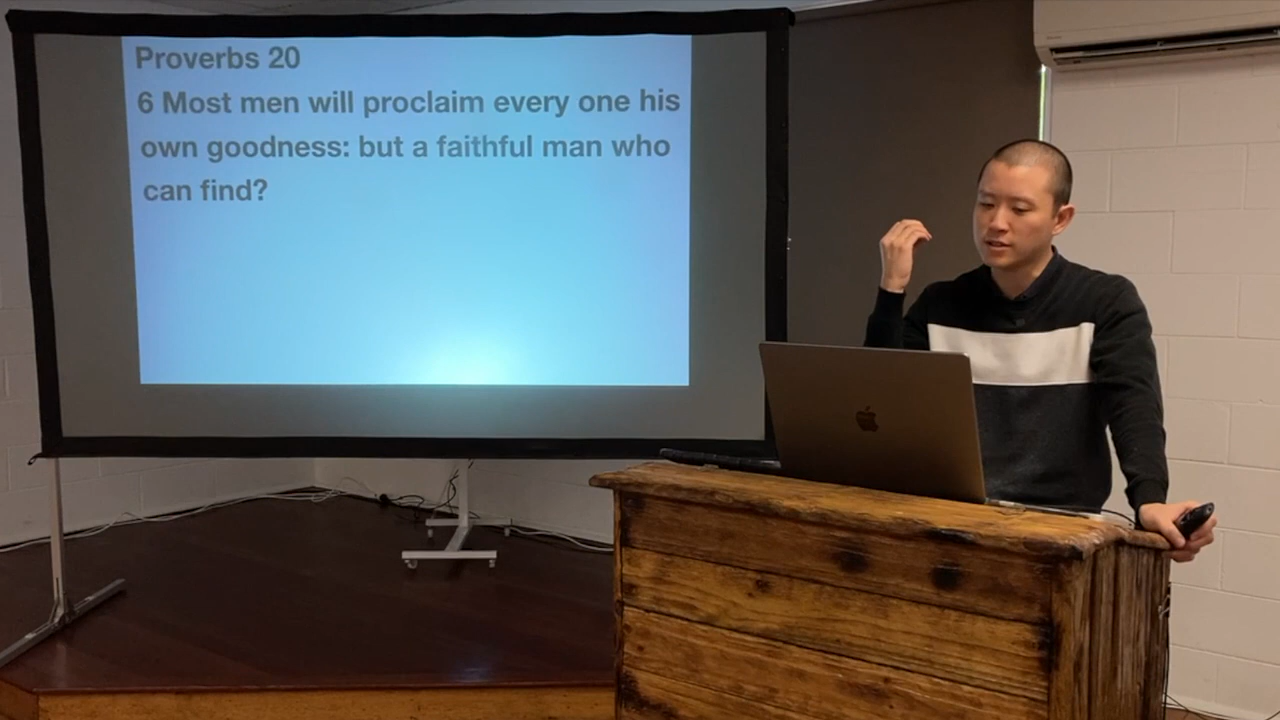 Proverbs 20
6 Most men will proclaim every one his
own goodness: but a faithful man who
can find?